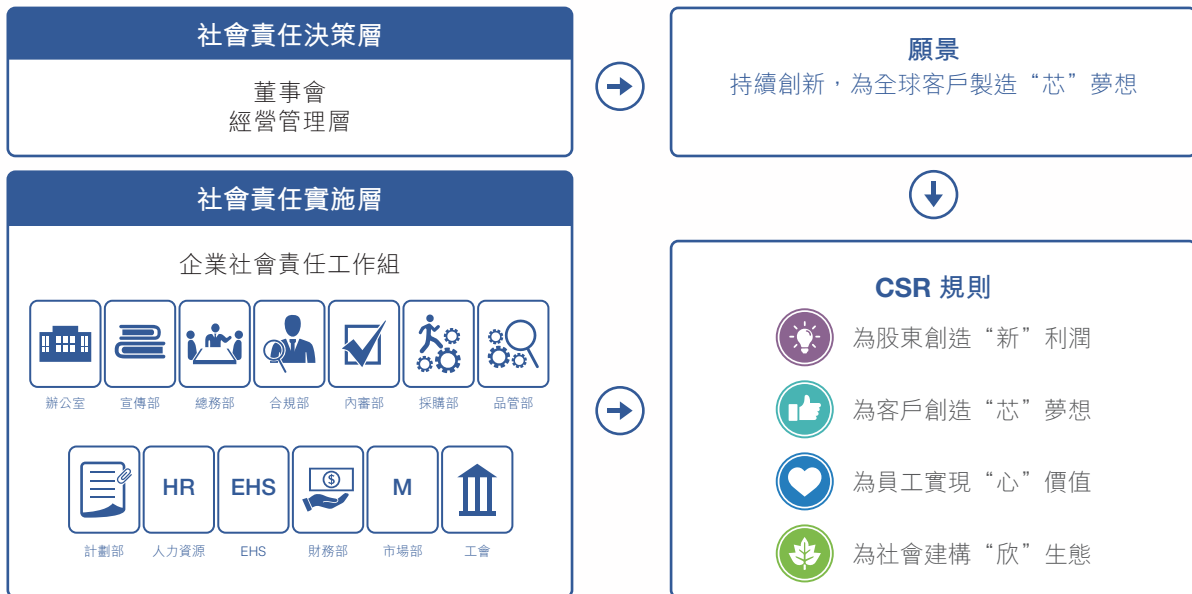 社會責任決策層
董事會
經營管理層
願景
持續創新，為全球客戶製造“芯”夢想
社會責任實施層
企業社會責任工作組
辦公室 宣傳部 總務部 合規部 內審部 採購部 品管部
HR EHS $ M
計劃部 人力資源 EHS 財務部 市場部 工會
CSR 規則
為股東創造“新”利潤
為客戶創造“芯”夢想
為員工實現“心”價值
為社會建構“欣”生態